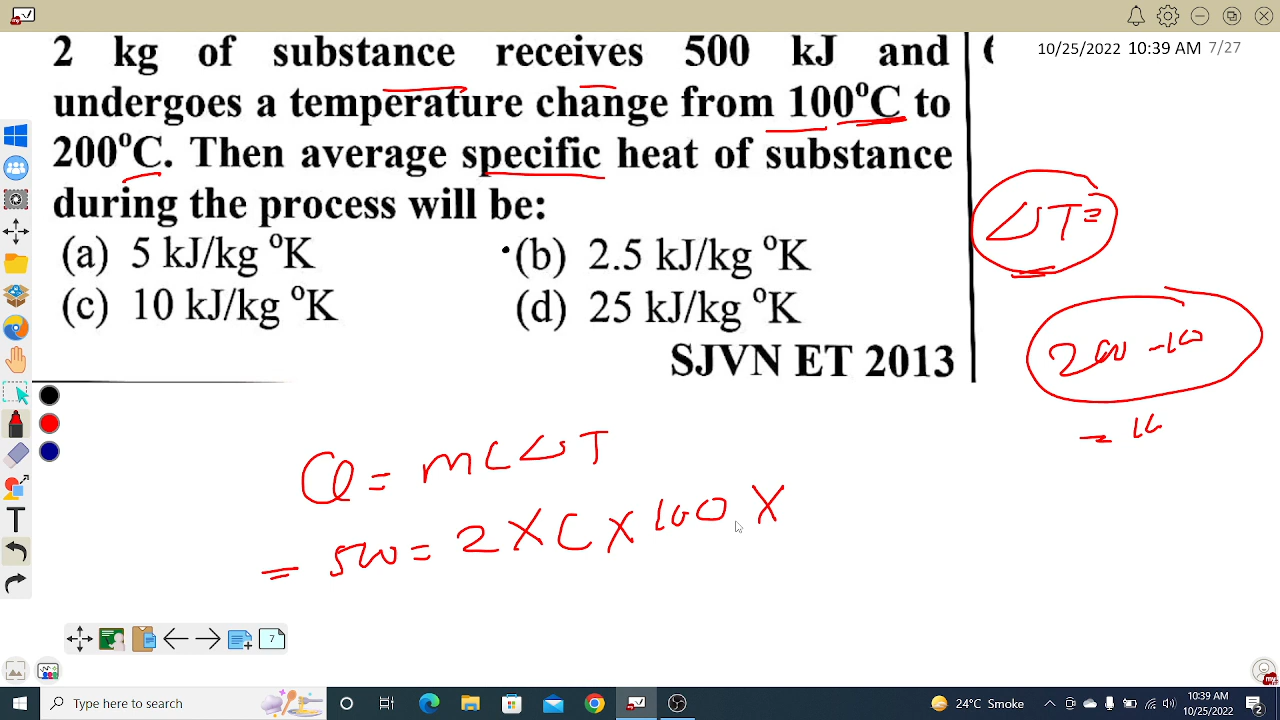 10/25/2022 10:39 AM 7/27
2 kg of substance receives 500 kJ and
undergoes a temperature change from 100°C to
200°C. Then average specific heat of substance
during the process will be:
(a) 5 kJ/kg °K
(b) 2.5 kJ/kg °K
(c) 10 kJ/kg °K
(d) 25 kJ/kg °K
SJVN ET 2013
ΔT=
Q = mCΔT
= 500 = 2 X C X 100 X
T
7
Type here to search
24°C Smoke
10:39 AM
10/25/2022